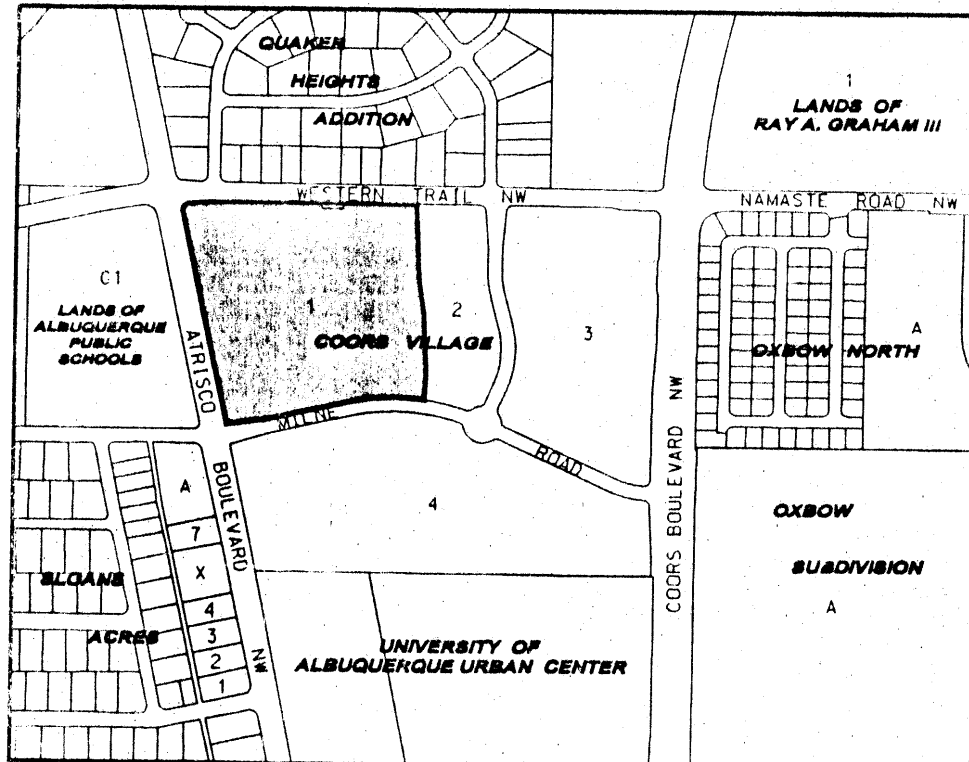 QUAKER
HEIGHTS
ADDITION
1
LANDS OF
RAY A. GRAHAM III
WESTERN TRAIL NW
NAMASTE ROAD NW
C1
LANDS OF
ALBUQUERQUE
PUBLIC
SCHOOLS
ATRISCO
1
2
COORS VILLAGE
3
A
OXBOW NORTH
MILNE
ROAD
COORS BOULEVARD NW
BOULEVARD
NW
A
7
X
4
3
2
1
4
SLOANS
ACRES
OXBOW
SUBDIVISION
A
UNIVERSITY OF
ALBUQUERQUE URBAN CENTER